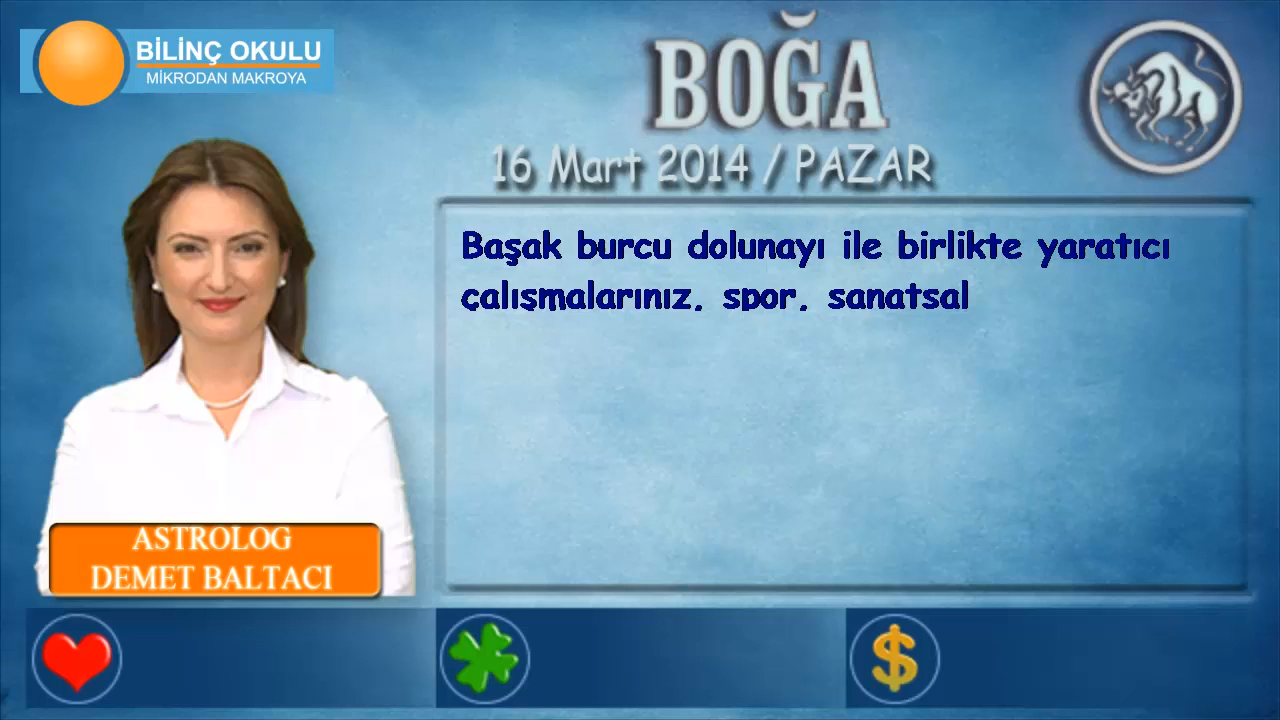 BİLİNÇ OKULU
MİKRODAN MAKROYA
BOĞA
16 Mart 2014 / PAZAR
Başak burcu dolunayı ile birlikte yaratıcı
çalışmalarınız, spor, sanatsal
ASTROLOG
DEMET BALTACI